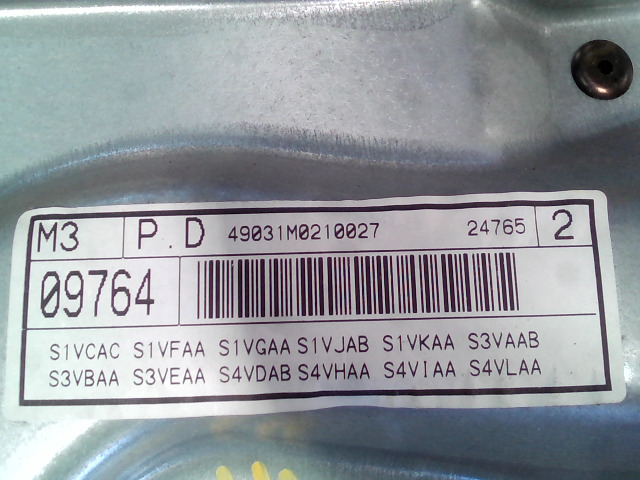 M3 P.D 49031M0210027 24765 2
09764
S1VCAC S1VFAA S1VGAA S1VJAB S1VKAA S3VAAB
S3VBAA S3VEAA S4VDAB S4VHAA S4VIAA S4VLAA